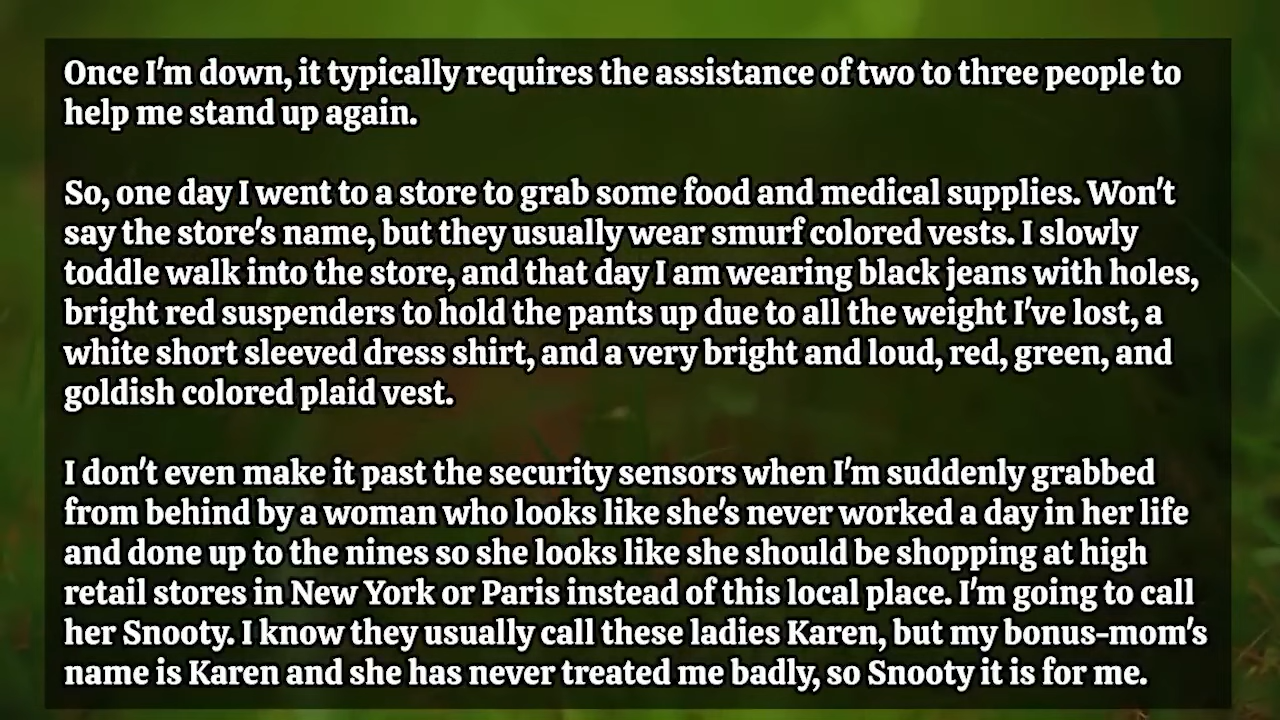 Once I'm down, it typically requires the assistance of two to three people to
help me stand up again.
So, one day I went to a store to grab some food and medical supplies. Won't
say the store's name, but they usually wear smurf colored vests. I slowly
toddle walk into the store, and that day I am wearing black jeans with holes,
bright red suspenders to hold the pants up due to all the weight I've lost, a
white short sleeved dress shirt, and a very bright and loud, red, green, and
goldish colored plaid vest.
I don't even make it past the security sensors when I'm suddenly grabbed
from behind by a woman who looks like she's never worked a day in her life
and done up to the nines so she looks like she should be shopping at high
retail stores in New York or Paris instead of this local place. I'm going to call
her Snooty. I know they usually call these ladies Karen, but my bonus-mom's
name is Karen and she has never treated me badly, so Snooty it is for me.